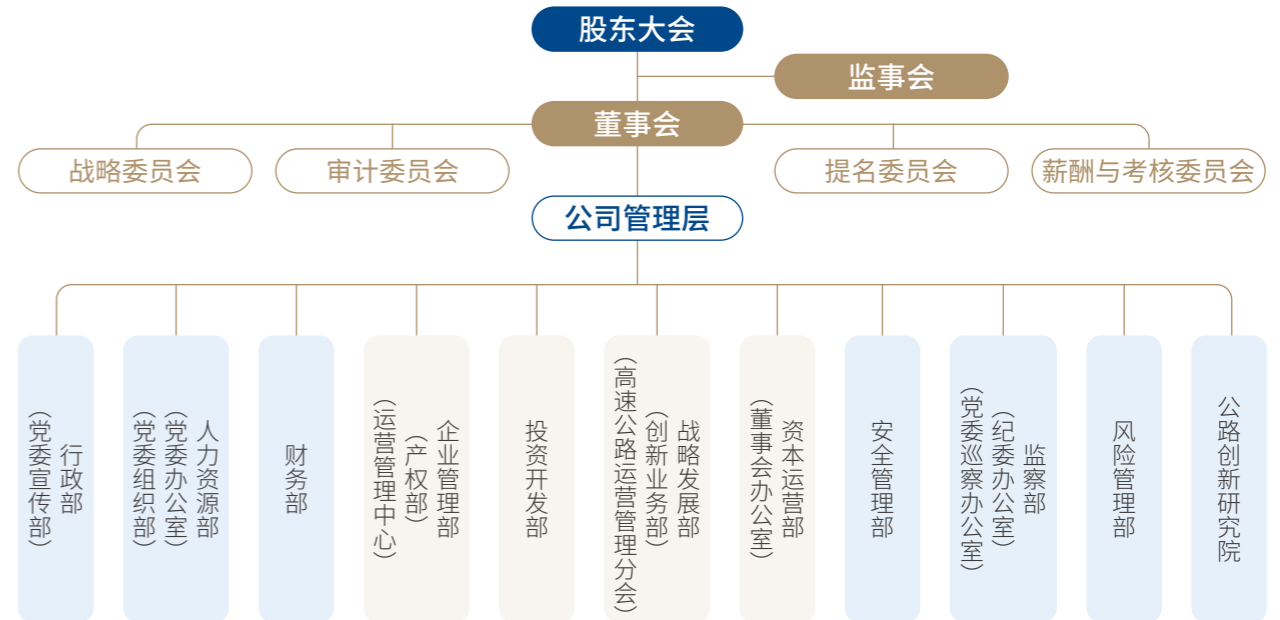 股东大会
监事会
董事会
战略委员会
审计委员会
提名委员会
薪酬与考核委员会
公司管理层
行政部
（党委宣传部）
人力资源部
（党委办公室）
（党委组织部）
财务部
企业管理部
（产权部）
（运营管理中心）
投资开发部
战略发展部
（创新业务部）
（高速公路运营管理分会）
资本运营部
（董事会办公室）
安全管理部
监察部
（纪委办公室）
（党委巡察办公室）
风险管理部
公路创新研究院